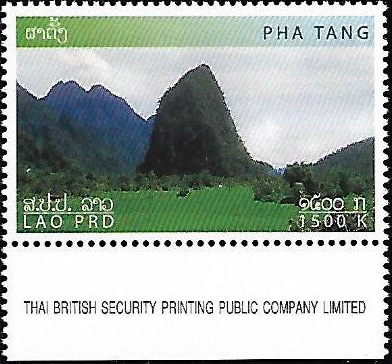 ຜາຕັ້ງ PHA TANG
ສ.ປ.ປ. ລາວ ໑໕໐໐ ກ
LAO PRD 1500 K
THAI BRITISH SECURITY PRINTING PUBLIC COMPANY LIMITED